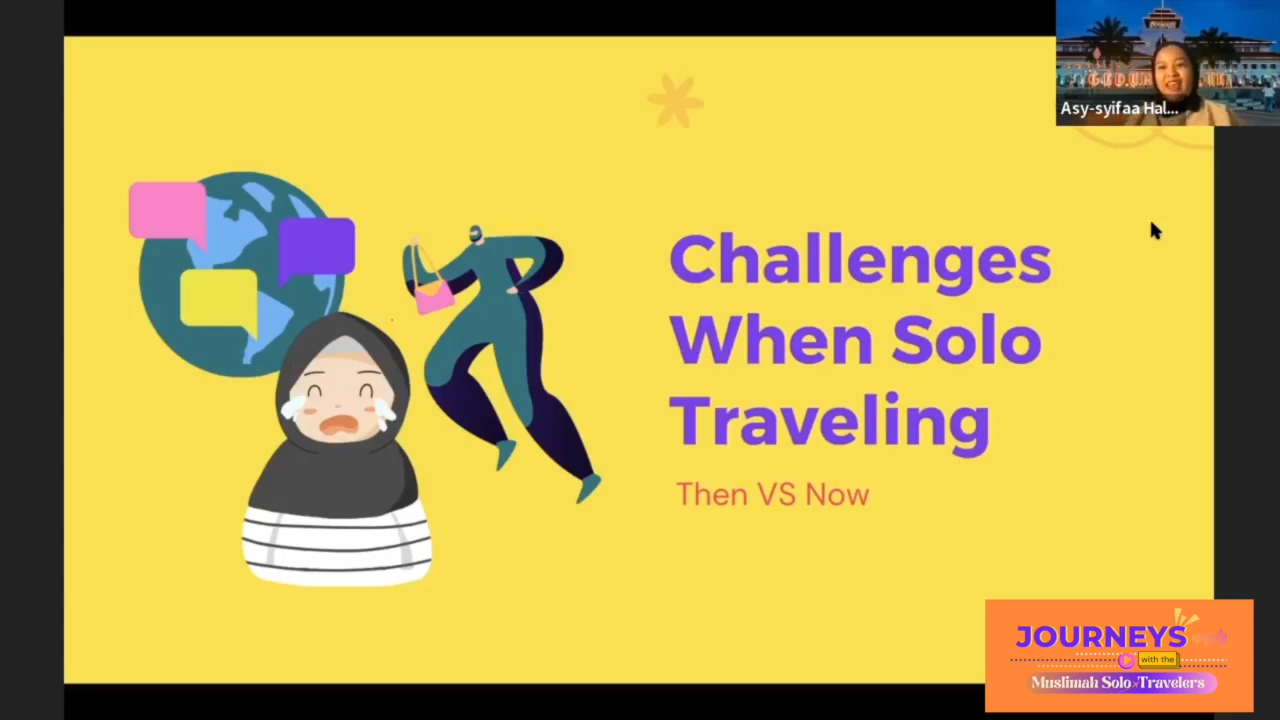 Asy-syifaa Hal...
Challenges
When Solo
Traveling
Then VS Now
JOURNEYS
with the
Muslimah Solo Travelers